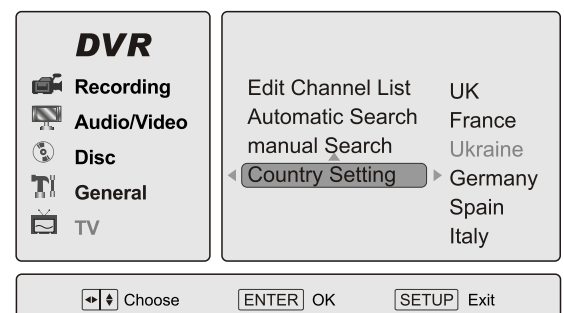 DVR
Recording
Audio/Video
Disc
General
TV
Edit Channel List
Automatic Search
manual Search
Country Setting
UK
France
Ukraine
Germany
Spain
Italy
Choose
ENTER OK
SETUP Exit